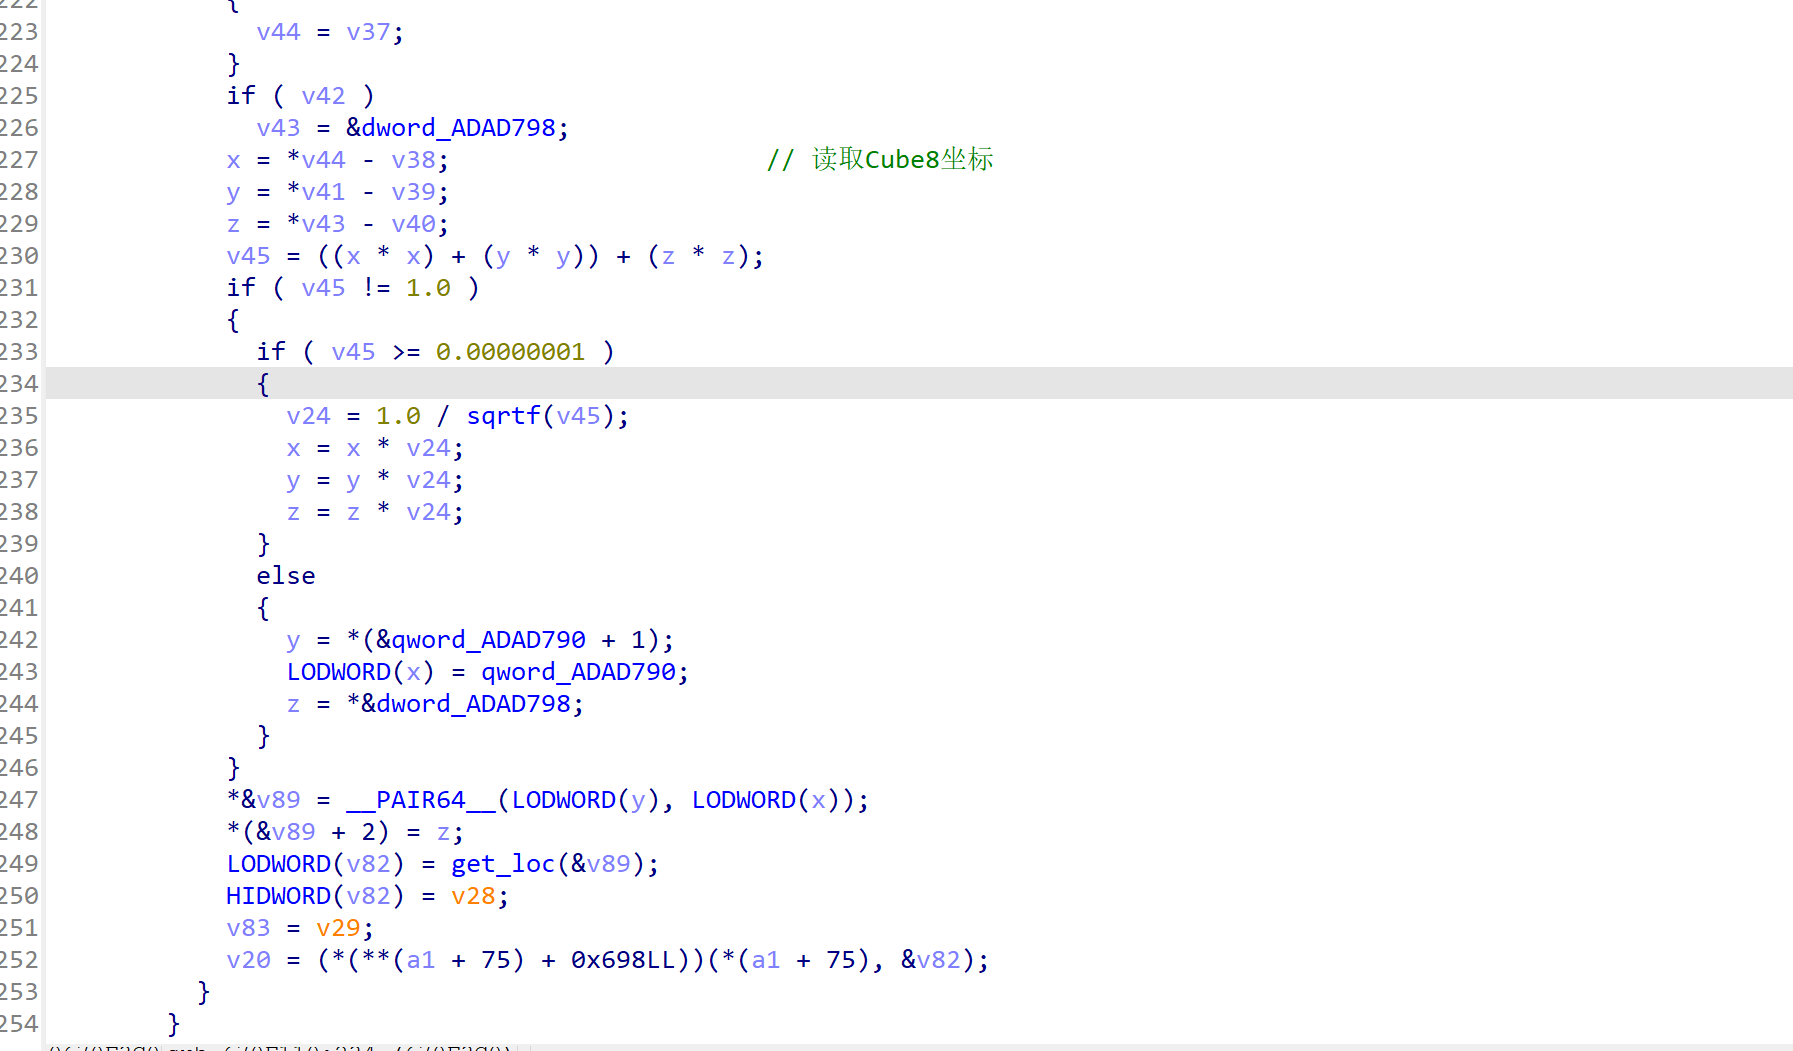 222 {
223 v44 = v37;
224 }
225 if ( v42 )
226 v43 = &dword_ADAD798;
227 x = *v44 - v38; // 读取Cube8坐标
228 y = *v41 - v39;
229 z = *v43 - v40;
230 v45 = ((x * x) + (y * y)) + (z * z);
231 if ( v45 != 1.0 )
232 {
233 if ( v45 >= 0.00000001 )
234 {
235 v24 = 1.0 / sqrtf(v45);
236 x = x * v24;
237 y = y * v24;
238 z = z * v24;
239 }
240 else
241 {
242 y = *(&qword_ADAD790 + 1);
243 LODWORD(x) = qword_ADAD790;
244 z = *&dword_ADAD798;
245 }
246 }
247 *&v89 = __PAIR64__(LODWORD(y), LODWORD(x));
248 *(&v89 + 2) = z;
249 LODWORD(v82) = get_loc(&v89);
250 HIDWORD(v82) = v28;
251 v83 = v29;
252 v20 = (*(**(a1 + 75) + 0x698LL))(*(a1 + 75), &v82);
253 }
254 }